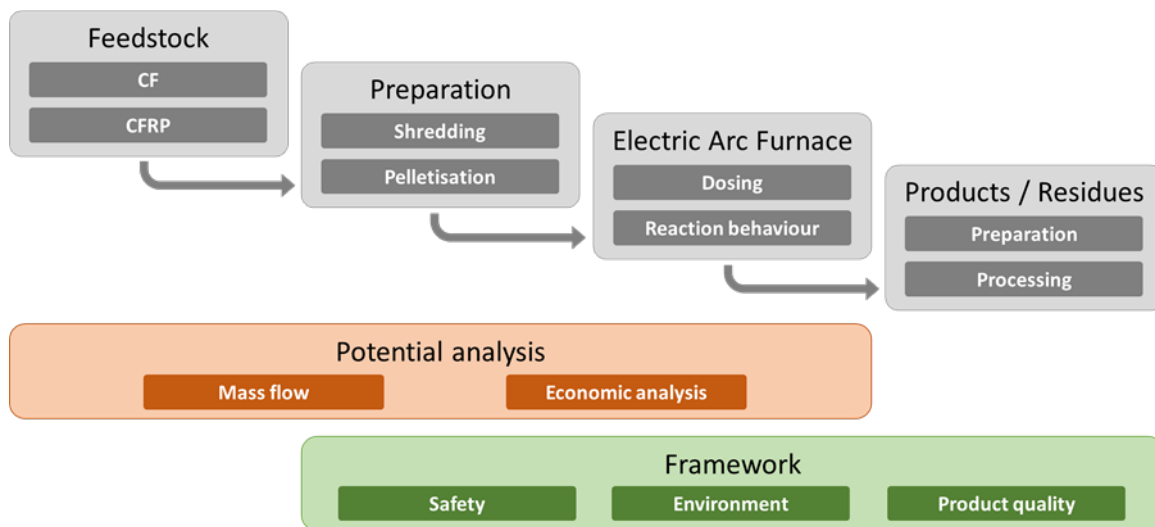 Feedstock
CF
CFRP
Preparation
Shredding
Pelletisation
Electric Arc Furnace
Dosing
Reaction behaviour
Products / Residues
Preparation
Processing
Potential analysis
Mass flow
Economic analysis
Framework
Safety
Environment
Product quality